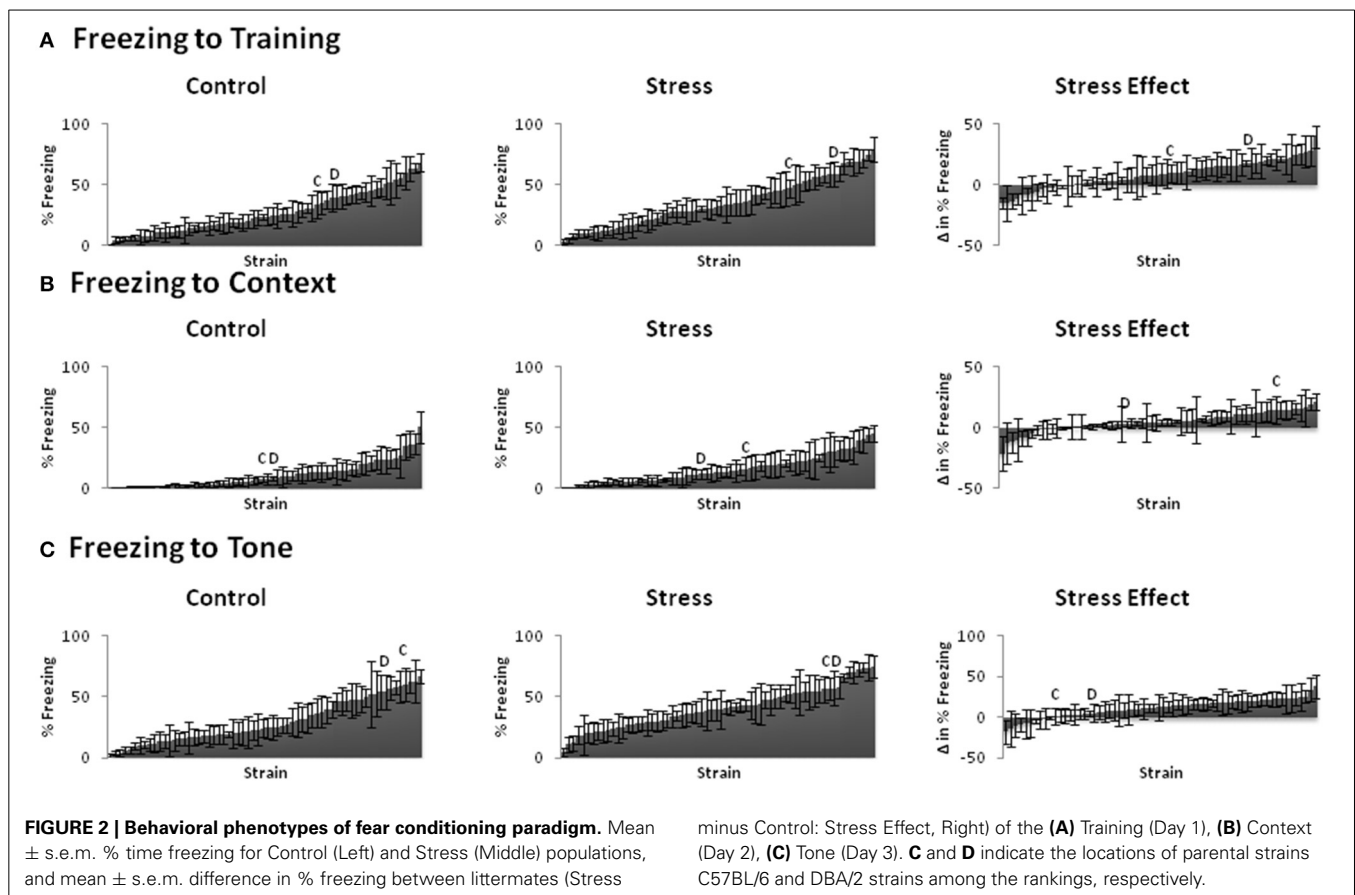 A Freezing to Training
Control
Stress
Stress Effect
% Freezing
100
50
0
C D
Strain
% Freezing
100
50
0
C D
Strain
Δ in % Freezing
50
0
-50
C D
Strain
B Freezing to Context
Control
Stress
Stress Effect
% Freezing
100
50
0
C D
Strain
% Freezing
100
50
0
D C
Strain
Δ in % Freezing
50
0
-50
D C
Strain
C Freezing to Tone
Control
Stress
Stress Effect
% Freezing
100
50
0
D C
Strain
% Freezing
100
50
0
C D
Strain
Δ in % Freezing
100
50
0
-50
C D
Strain
FIGURE 2 | Behavioral phenotypes of fear conditioning paradigm. Mean
± s.e.m. % time freezing for Control (Left) and Stress (Middle) populations,
and mean ± s.e.m. difference in % freezing between littermates (Stress
minus Control: Stress Effect, Right) of the (A) Training (Day 1), (B) Context
(Day 2), (C) Tone (Day 3). C and D indicate the locations of parental strains
C57BL/6 and DBA/2 strains among the rankings, respectively.